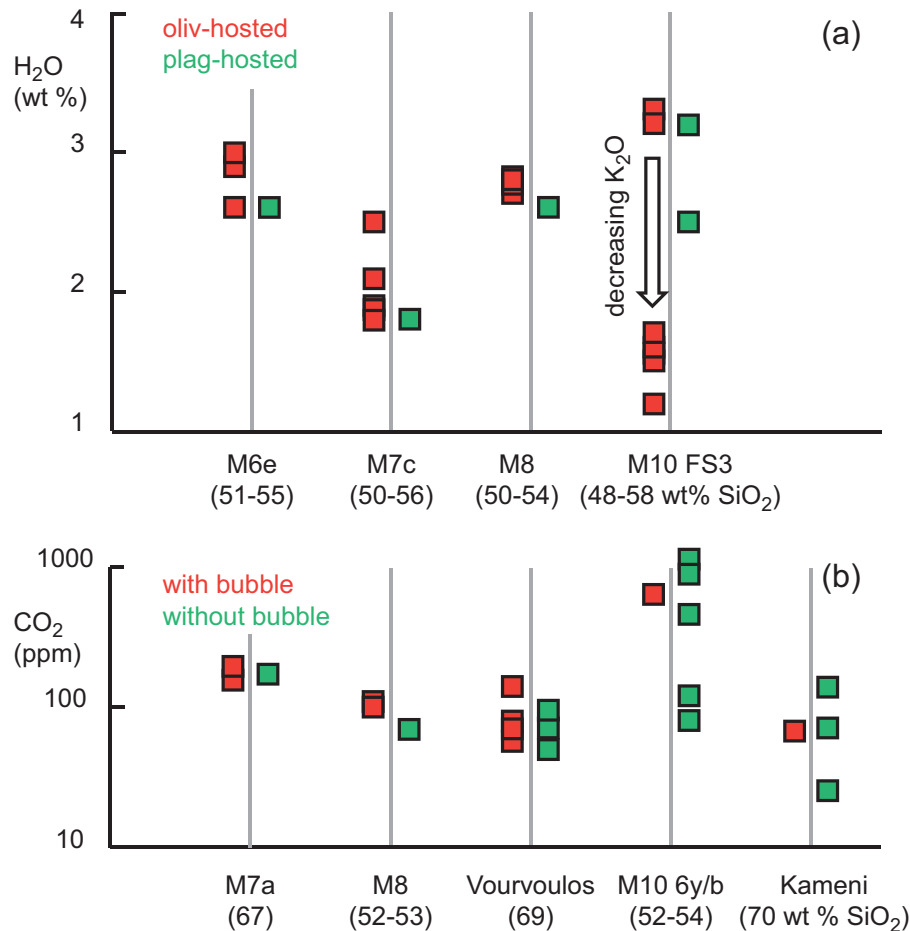 4
oliv-hosted
(a)
plag-hosted
H₂O
(wt %)
3
decreasing K₂O
2
1
M6e
M7c
M8
M10 FS3
(51-55)
(50-56)
(50-54)
(48-58 wt% SiO₂)
1000
with bubble
(b)
without bubble
CO₂
(ppm)
100
10
M7a
M8
Vourvoulos
M10 6y/b
Kameni
(67)
(52-53)
(69)
(52-54)
(70 wt % SiO₂)